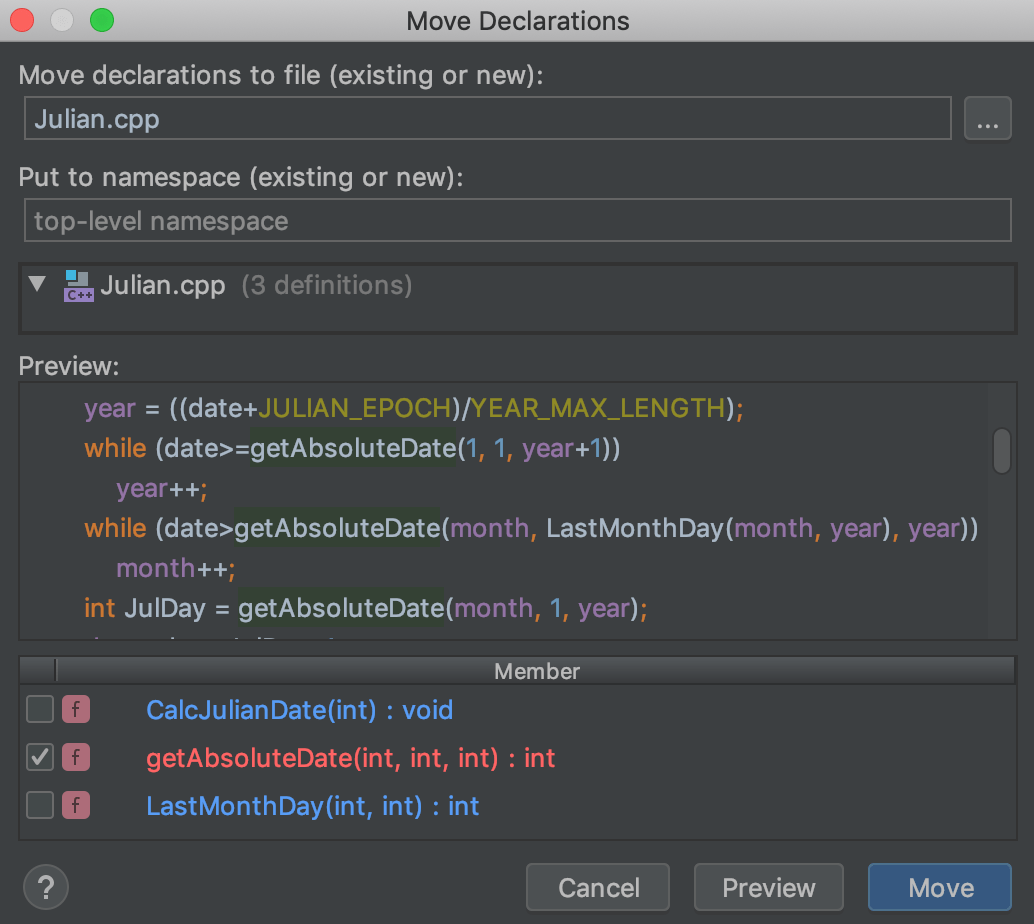 Move Declarations
Move declarations to file (existing or new):
Julian.cpp
...
Put to namespace (existing or new):
top-level namespace
C++ Julian.cpp (3 definitions)
Preview:
year = ((date+JULIAN_EPOCH)/YEAR_MAX_LENGTH);
while (date>=getAbsoluteDate(1, 1, year+1))
year++;
while (date>getAbsoluteDate(month, LastMonthDay(month, year), year))
month++;
int JulDay = getAbsoluteDate(month, 1, year);
Member
f CalcJulianDate(int) : void
f getAbsoluteDate(int, int, int) : int
f LastMonthDay(int, int) : int
? Cancel Preview Move